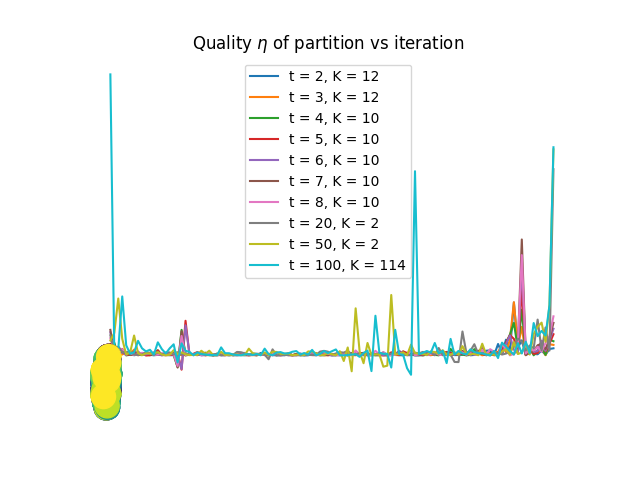 Quality η of partition vs iteration
t = 2, K = 12
t = 3, K = 12
t = 4, K = 10
t = 5, K = 10
t = 6, K = 10
t = 7, K = 10
t = 8, K = 10
t = 20, K = 2
t = 50, K = 2
t = 100, K = 114